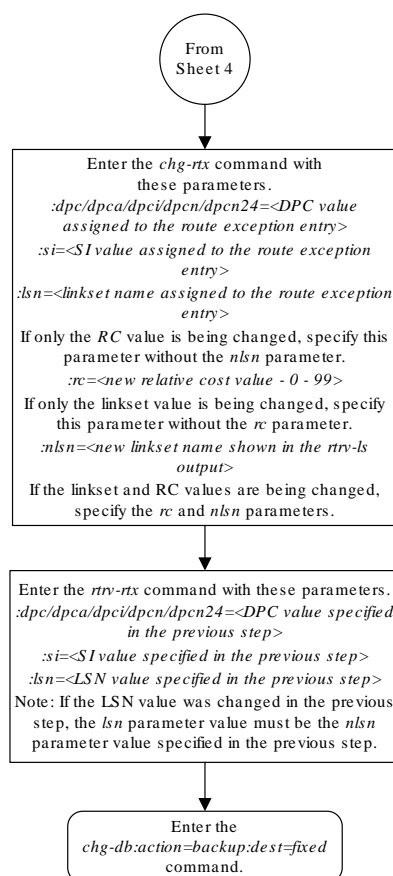 From
Sheet 4
Enter the chg-rtx command with
these parameters.
:dpc/dpca/dpci/dpcn/dpcn24=<DPC value
assigned to the route exception entry>
:si=<SI value assigned to the route exception
entry>
:lsn=<linkset name assigned to the route exception
entry>
If only the RC value is being changed, specify this
parameter without the nlsn parameter.
:rc=<new relative cost value - 0 - 99>
If only the linkset value is being changed, specify
this parameter without the rc parameter.
:nlsn=<new linkset name shown in the rtrv-ls
output>
If the linkset and RC values are being changed,
specify the rc and nlsn parameters.
Enter the rtrv-rtx command with these parameters.
:dpc/dpca/dpci/dpcn/dpcn24=<DPC value specified
in the previous step>
:si=<SI value specified in the previous step>
:lsn=<LSN value specified in the previous step>
Note: If the LSN value was changed in the previous
step, the lsn parameter value must be the nlsn
parameter value specified in the previous step.
Enter the
chg-db:action=backup:dest=fixed
command.